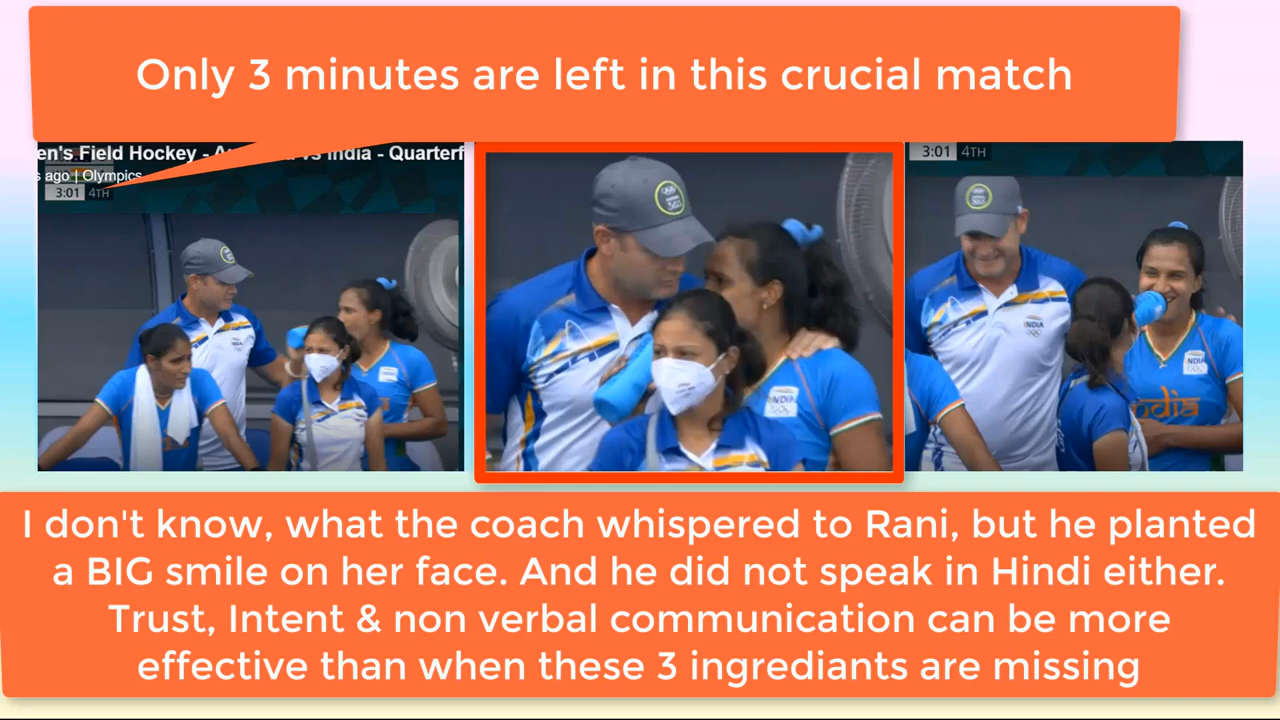 Only 3 minutes are left in this crucial match
en's Field Hockey - A vs India - Quarterf
s ago | Olympics
3:01 4TH
3:01 4TH
INDIA
INDIA
INDIA
INDIA
India
I don't know, what the coach whispered to Rani, but he planted
a BIG smile on her face. And he did not speak in Hindi either.
Trust, Intent & non verbal communication can be more
effective than when these 3 ingrediants are missing